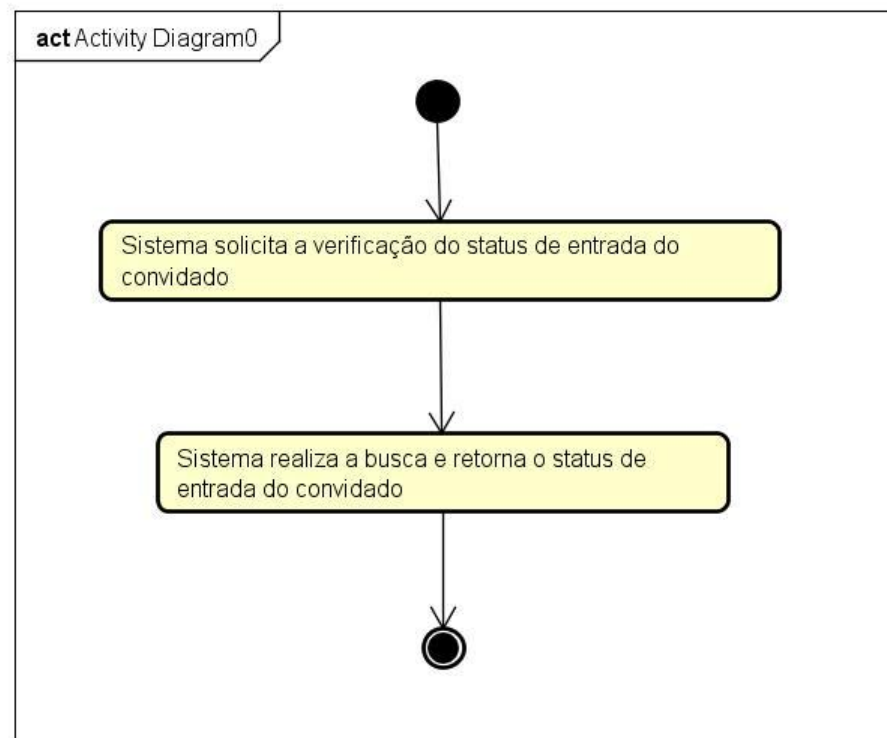 act Activity Diagram0
Sistema solicita a verificação do status de entrada do
convidado
Sistema realiza a busca e retorna o status de
entrada do convidado